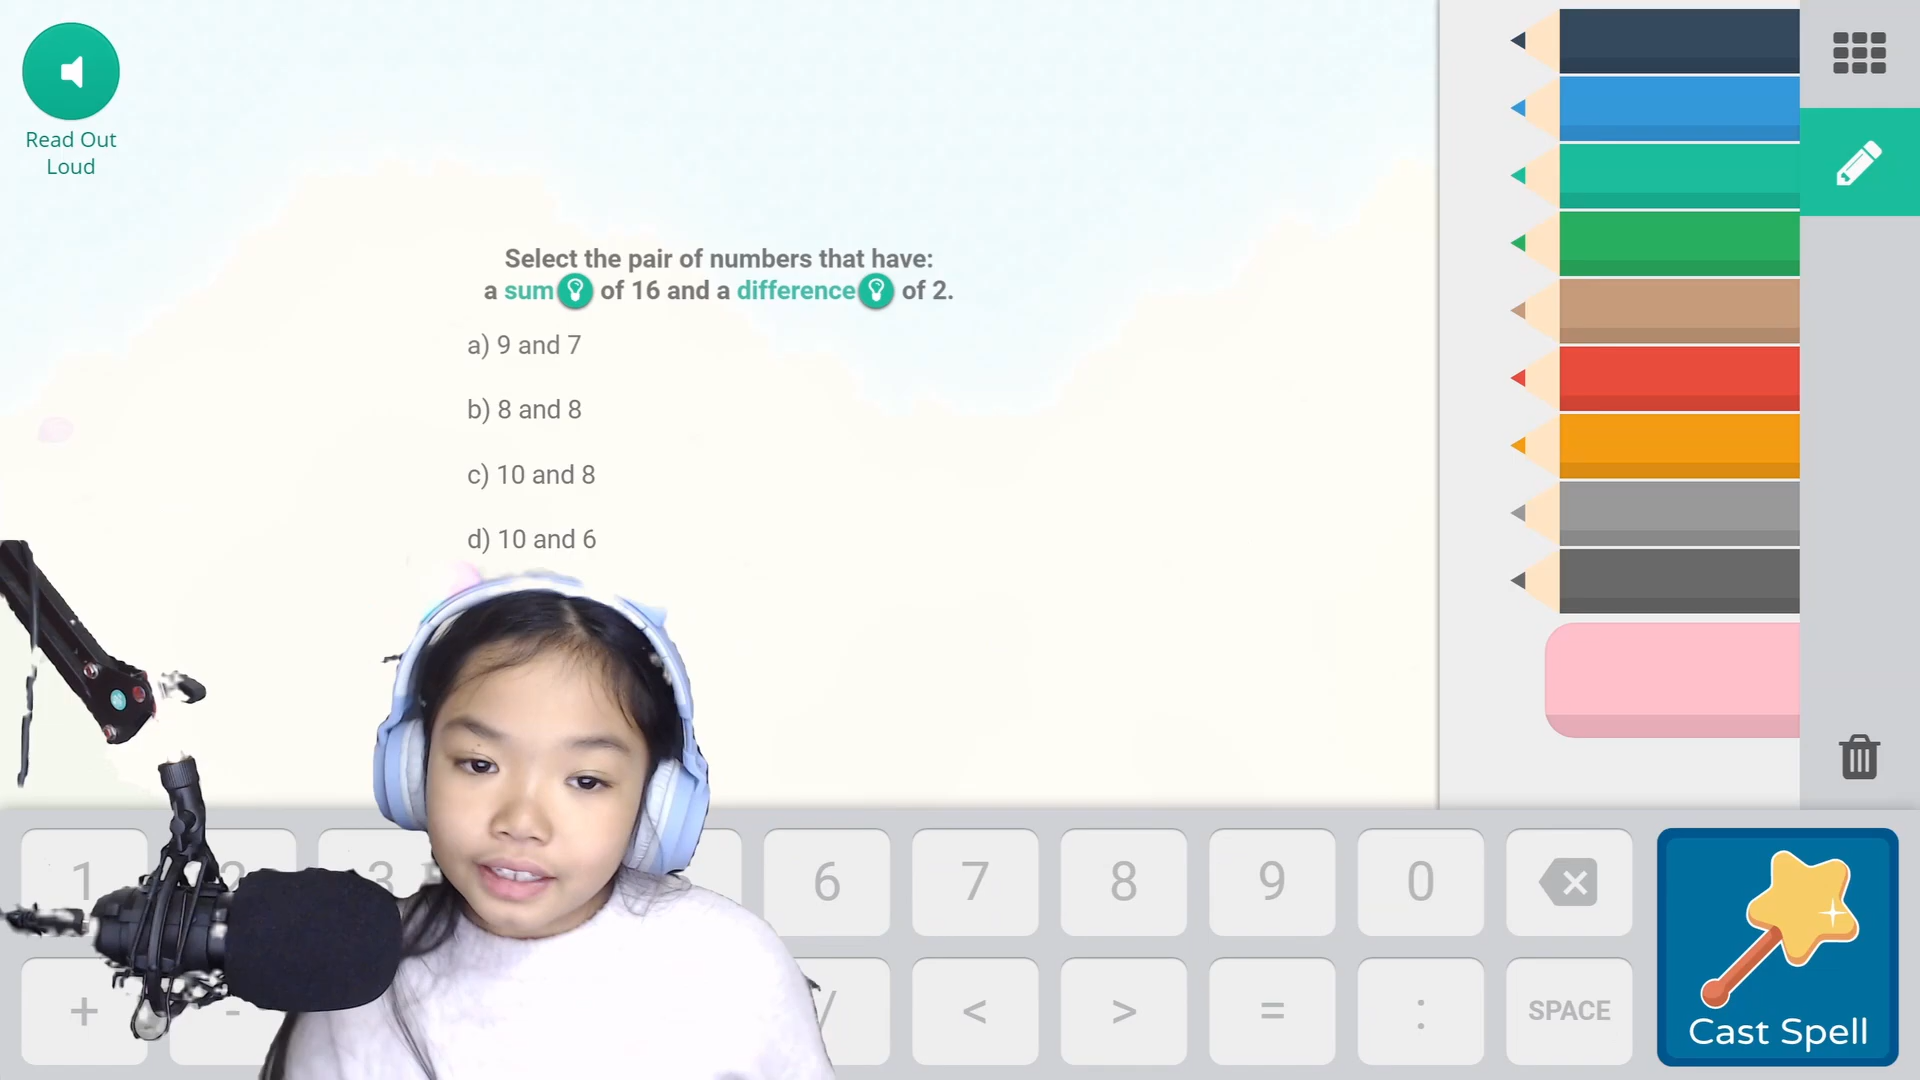 Read Out
Loud
Select the pair of numbers that have:
a sum of 16 and a difference of 2.
a) 9 and 7
b) 8 and 8
c) 10 and 8
d) 10 and 6
1 2 3 6 7 8 9 0
+ - / < > = : SPACE
Cast Spell